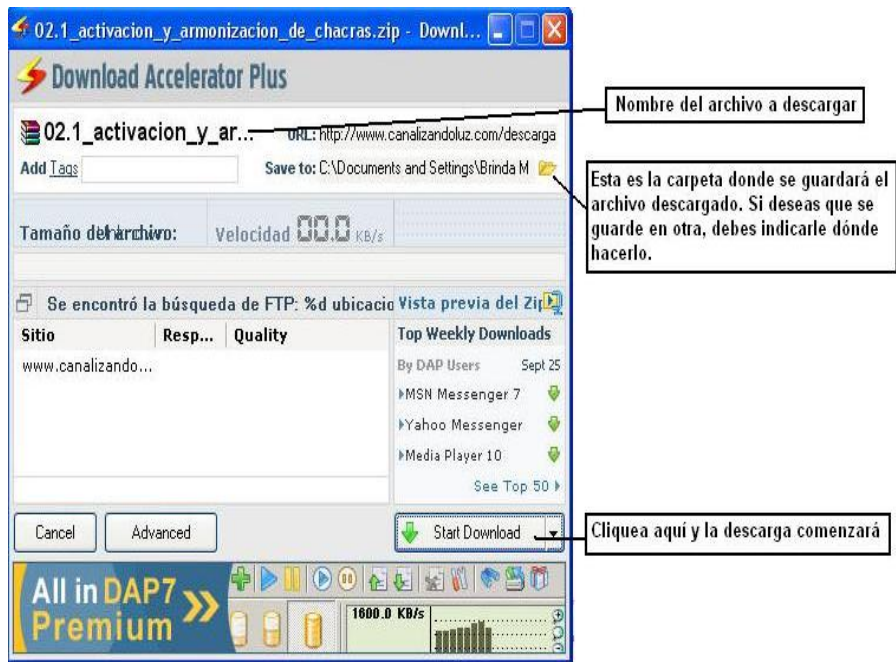 02.1_activacion_y_armonizacion_de_chacras.zip - Downl...
Download Accelerator Plus
02.1_activacion_y_ar...
URL: http://www.canalizandoluz.com/descarga
Add Tags
Save to: C:\Documents and Settings\Brinda M
Tamaño del archivo:
Velocidad 00.0 KB/s
Se encontró la búsqueda de FTP: %d ubicacio
Vista previa del Zip
Sitio
Resp...
Quality
www.canalizando...
Top Weekly Downloads
By DAP Users
Sept 25
MSN Messenger 7
Yahoo Messenger
Media Player 10
See Top 50
Cancel
Advanced
Start Download
All in DAP7
Premium
1600.0 KB/s
Nombre del archivo a descargar
Esta es la carpeta donde se guardará el
archivo descargado. Si deseas que se
guarde en otra, debes indicarle dónde
hacerlo.
Cliquea aquí y la descarga comenzará